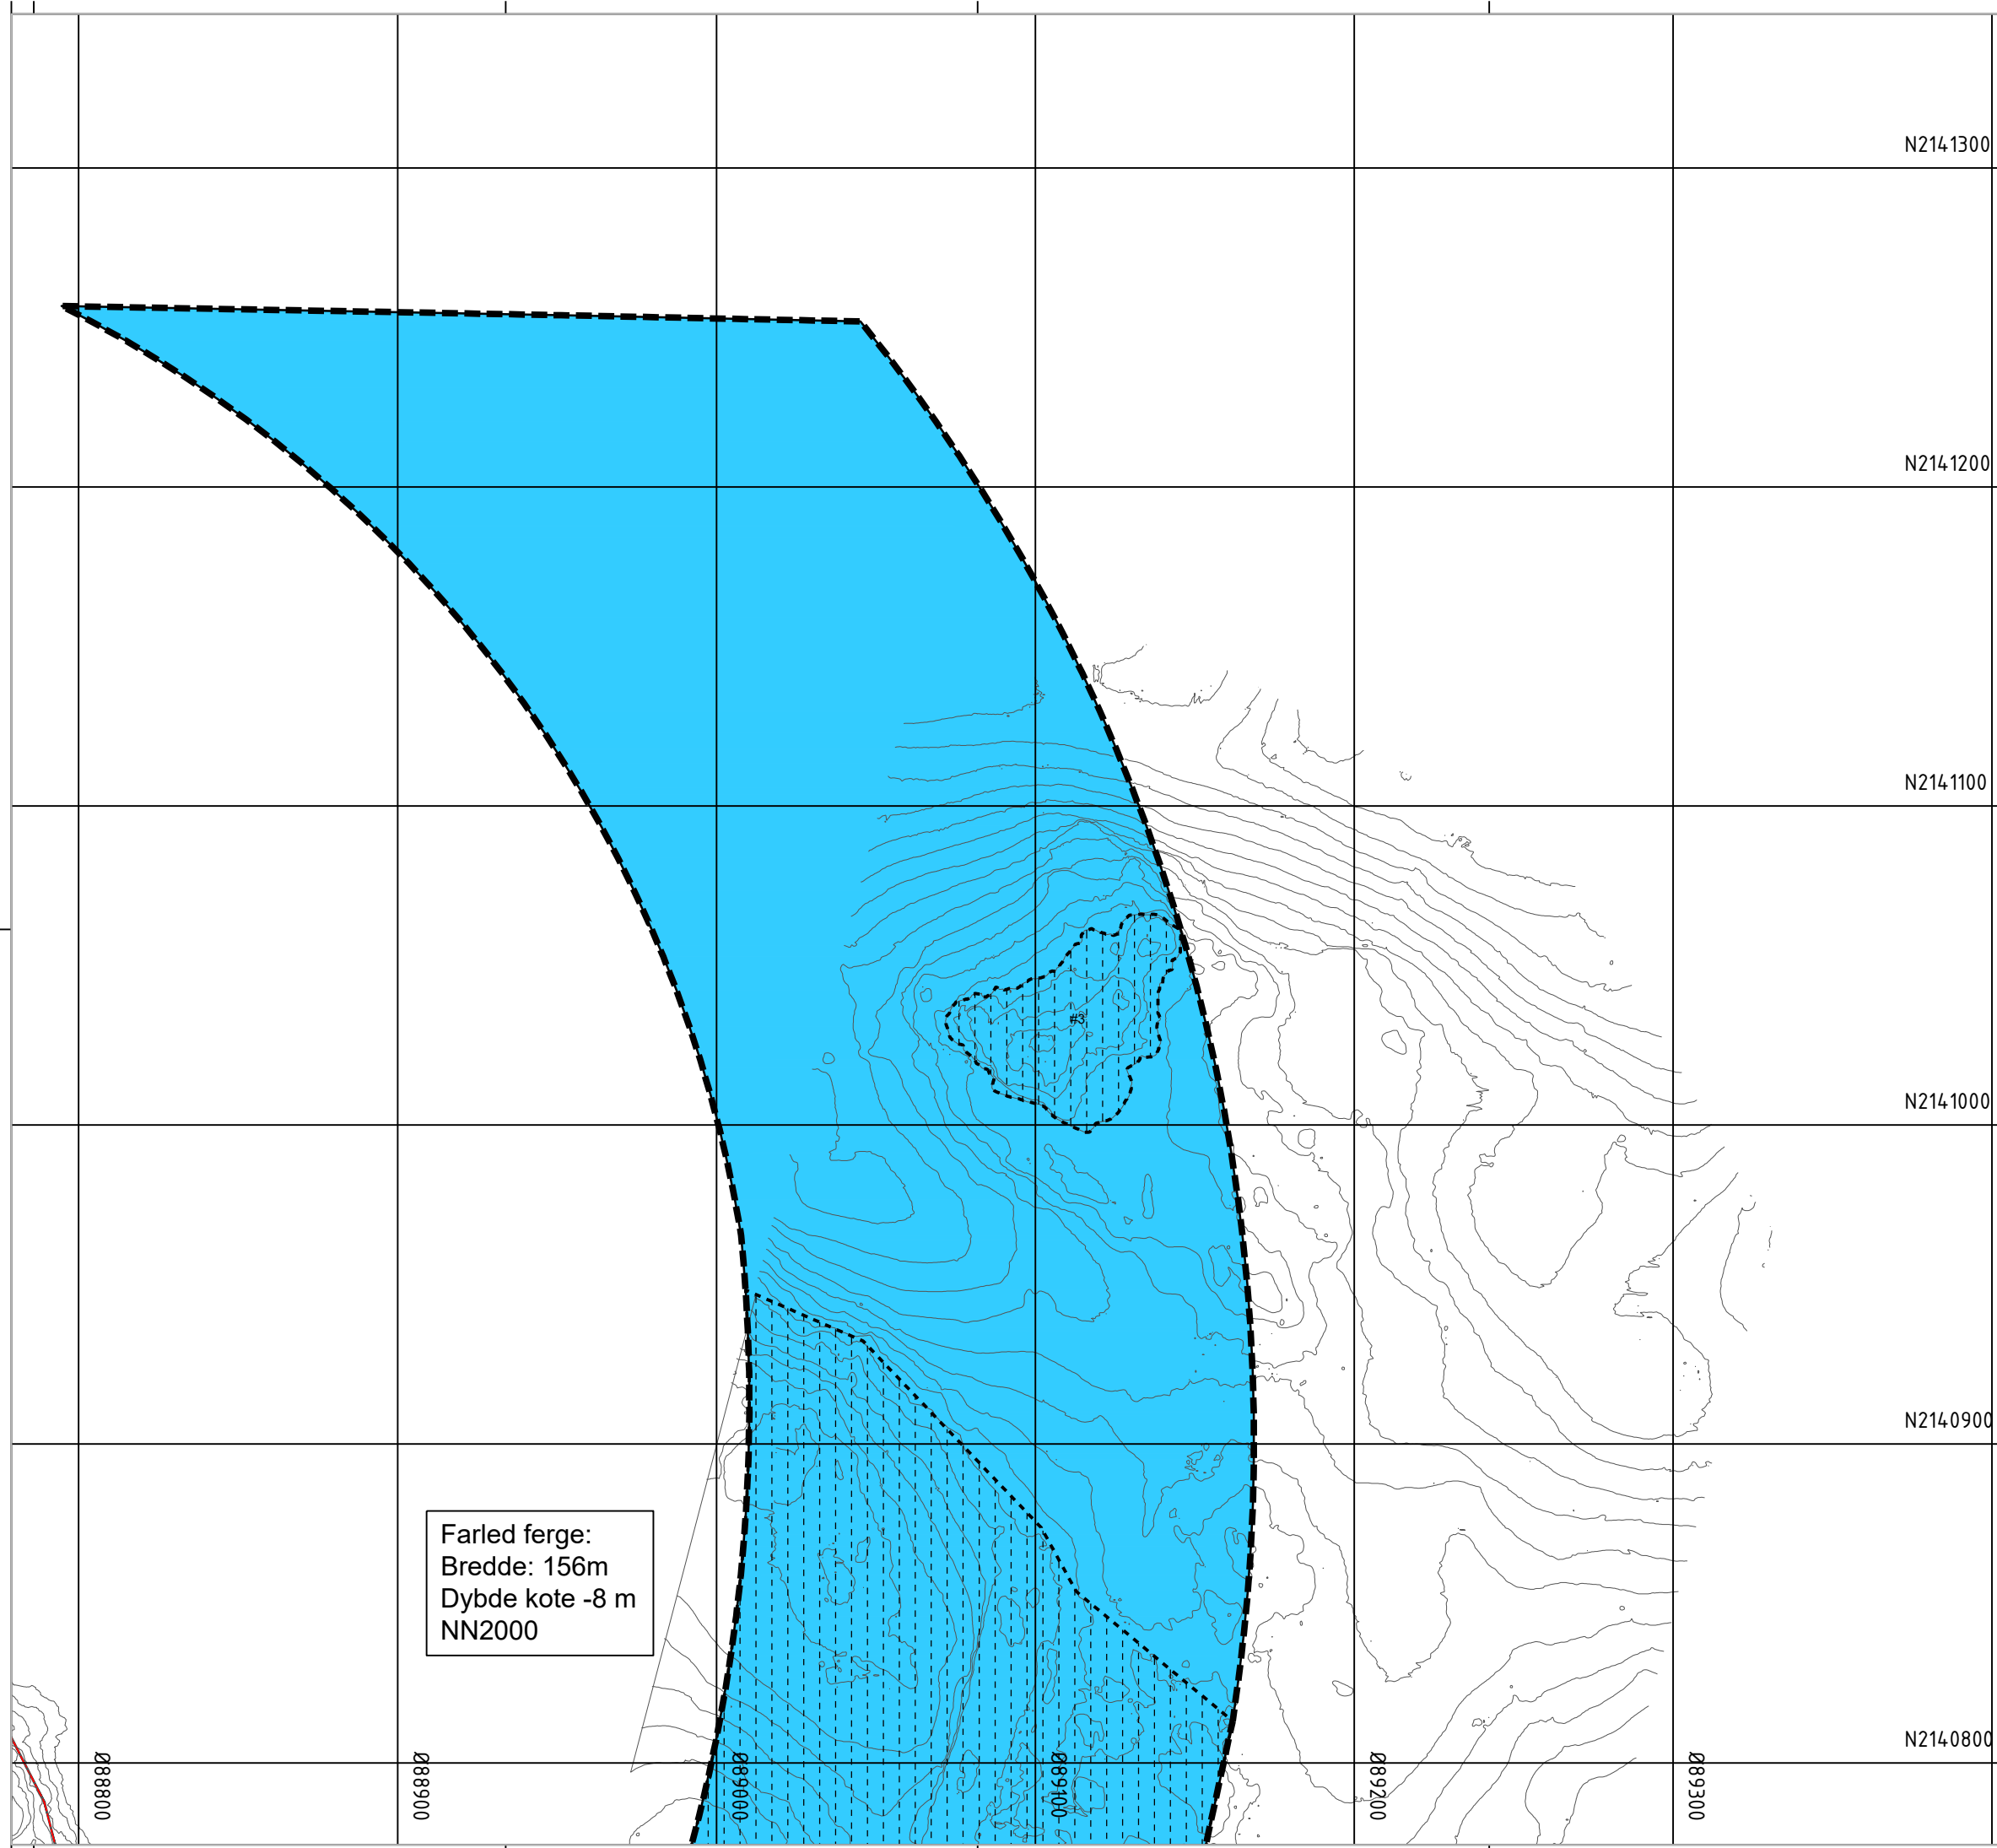 N2141300
N2141200
N2141100
#3
N2141000
N2140900
Farled ferge:
Bredde: 156m
Dybde kote -8 m
NN2000
N2140800
Ø88800
Ø88900
Ø89000
Ø89100
Ø89200
Ø89300